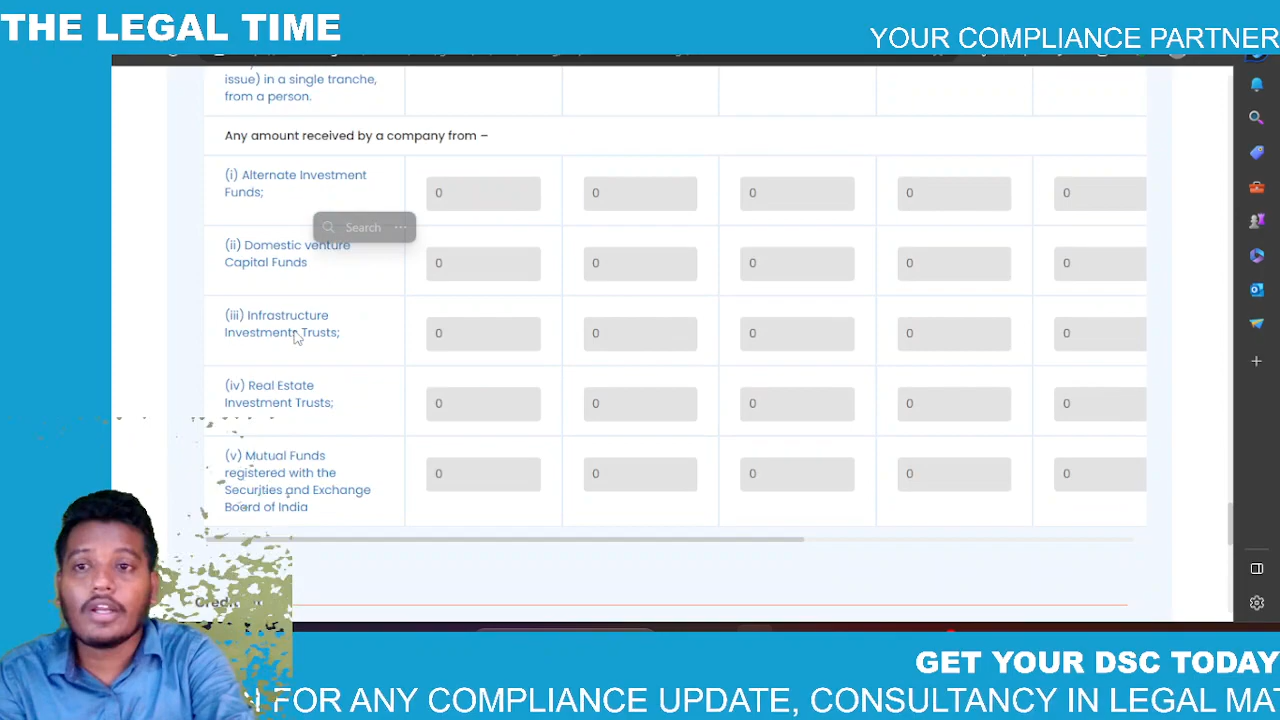 THE LEGAL TIME
YOUR COMPLIANCE PARTNER
issue) in a single tranche,
from a person.
Any amount received by a company from –
(i) Alternate Investment
Funds;
0 0 0 0 0
Search ...
(ii) Domestic venture
Capital Funds
0 0 0 0 0
(iii) Infrastructure
Investments Trusts;
0 0 0 0 0
(iv) Real Estate
Investment Trusts;
0 0 0 0 0
(v) Mutual Funds
registered with the
Securities and Exchange
Board of India
0 0 0 0 0
GET YOUR DSC TODAY
FOR ANY COMPLIANCE UPDATE, CONSULTANCY IN LEGAL